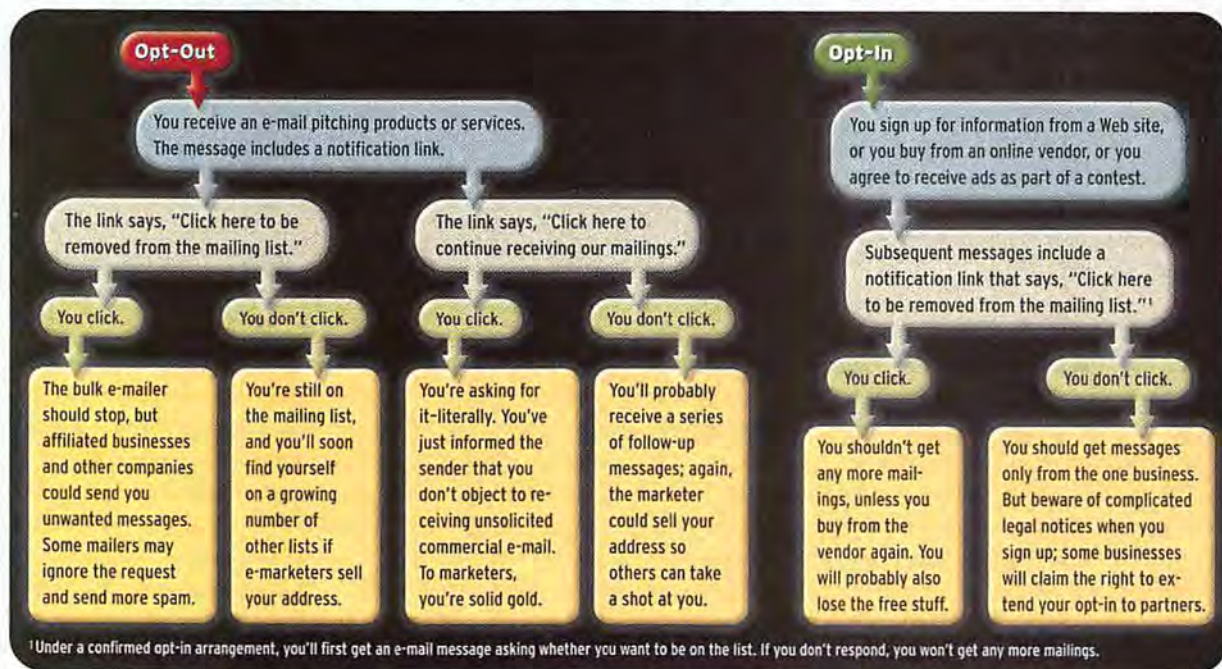 Opt-Out
You receive an e-mail pitching products or services.
The message includes a notification link.
The link says, "Click here to be
removed from the mailing list."
You click.
The bulk e-mailer
should stop, but
affiliated businesses
and other companies
could send you
unwanted messages.
Some mailers may
ignore the request
and send more spam.
You don't click.
You're still on
the mailing list,
and you'll soon
find yourself
on a growing
number of
other lists if
e-marketers sell
your address.
The link says, "Click here to
continue receiving our mailings."
You click.
You're asking for
it–literally. You've
just informed the
sender that you
don't object to re-
ceiving unsolicited
commercial e-mail.
To marketers,
you're solid gold.
You don't click.
You'll probably
receive a series
of follow-up
messages; again,
the marketer
could sell your
address so
others can take
a shot at you.
Opt-In
You sign up for information from a Web site,
or you buy from an online vendor, or you
agree to receive ads as part of a contest.
Subsequent messages include a
notification link that says, "Click here
to be removed from the mailing list."¹
You click.
You shouldn't get
any more mail-
ings, unless you
buy from the
vendor again. You
will probably also
lose the free stuff.
You don't click.
You should get messages
only from the one business.
But beware of complicated
legal notices when you
sign up; some businesses
will claim the right to ex-
tend your opt-in to partners.
¹Under a confirmed opt-in arrangement, you'll first get an e-mail message asking whether you want to be on the list. If you don't respond, you won't get any more mailings.